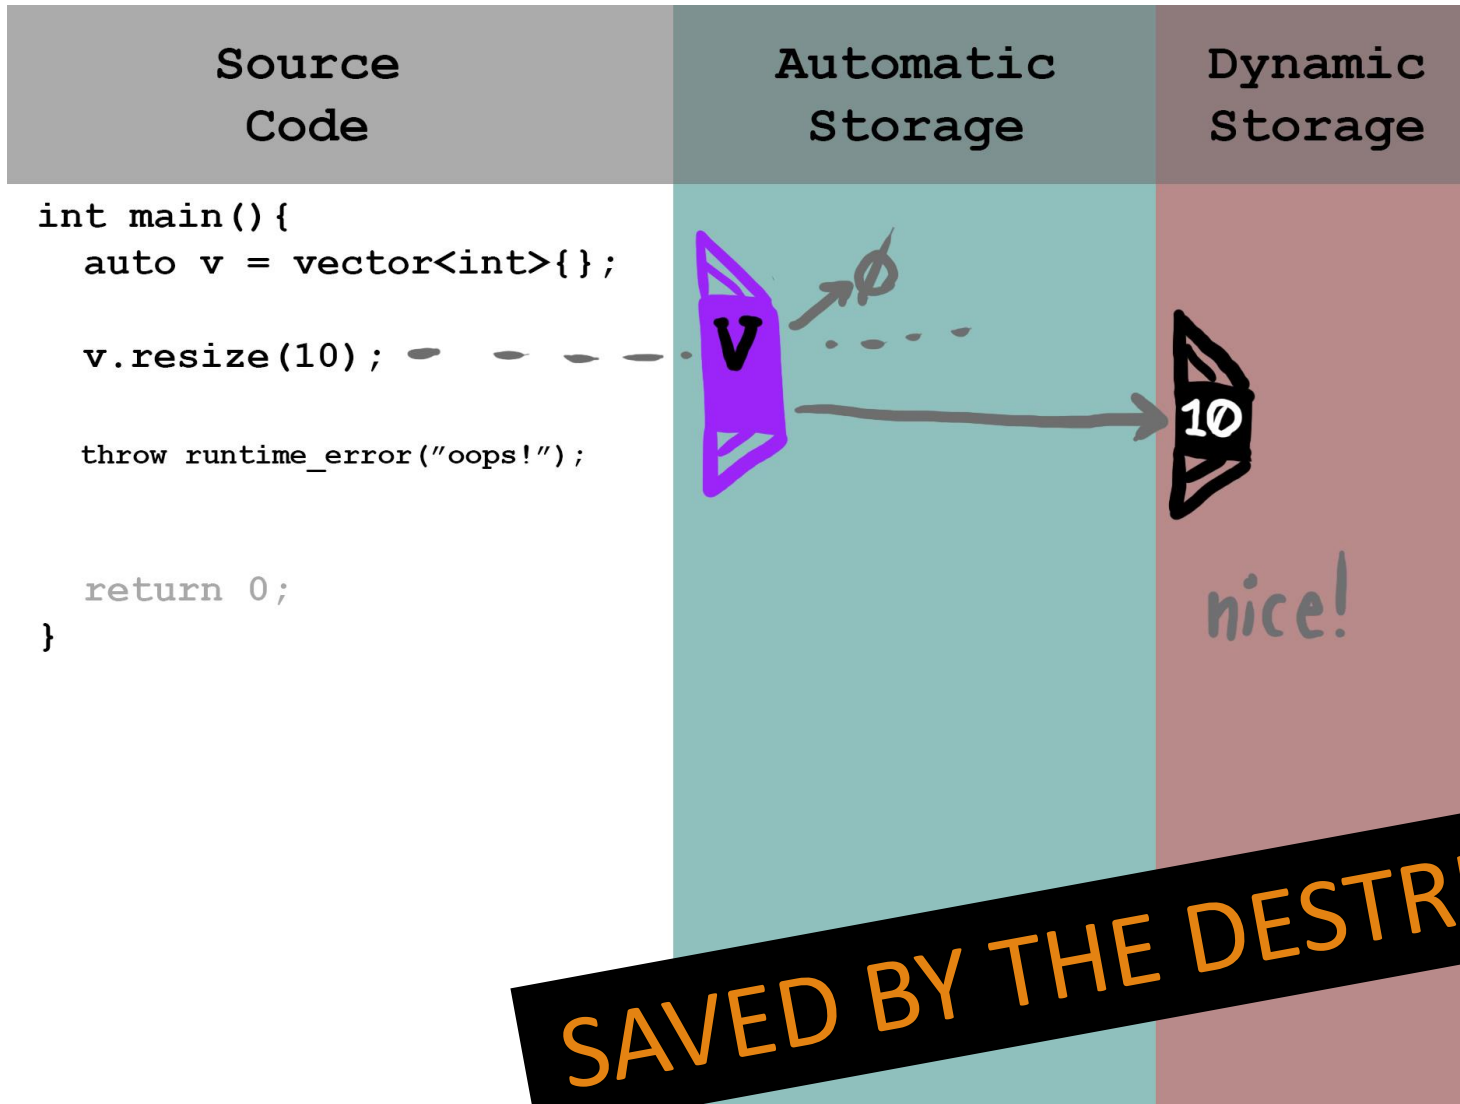 Source
Code
Automatic
Storage
Dynamic
Storage
int main(){
auto v = vector<int>{};
v.resize(10);
throw runtime_error("oops!");
return 0;
}
V
Ø
10
nice!
SAVED BY THE DESTR